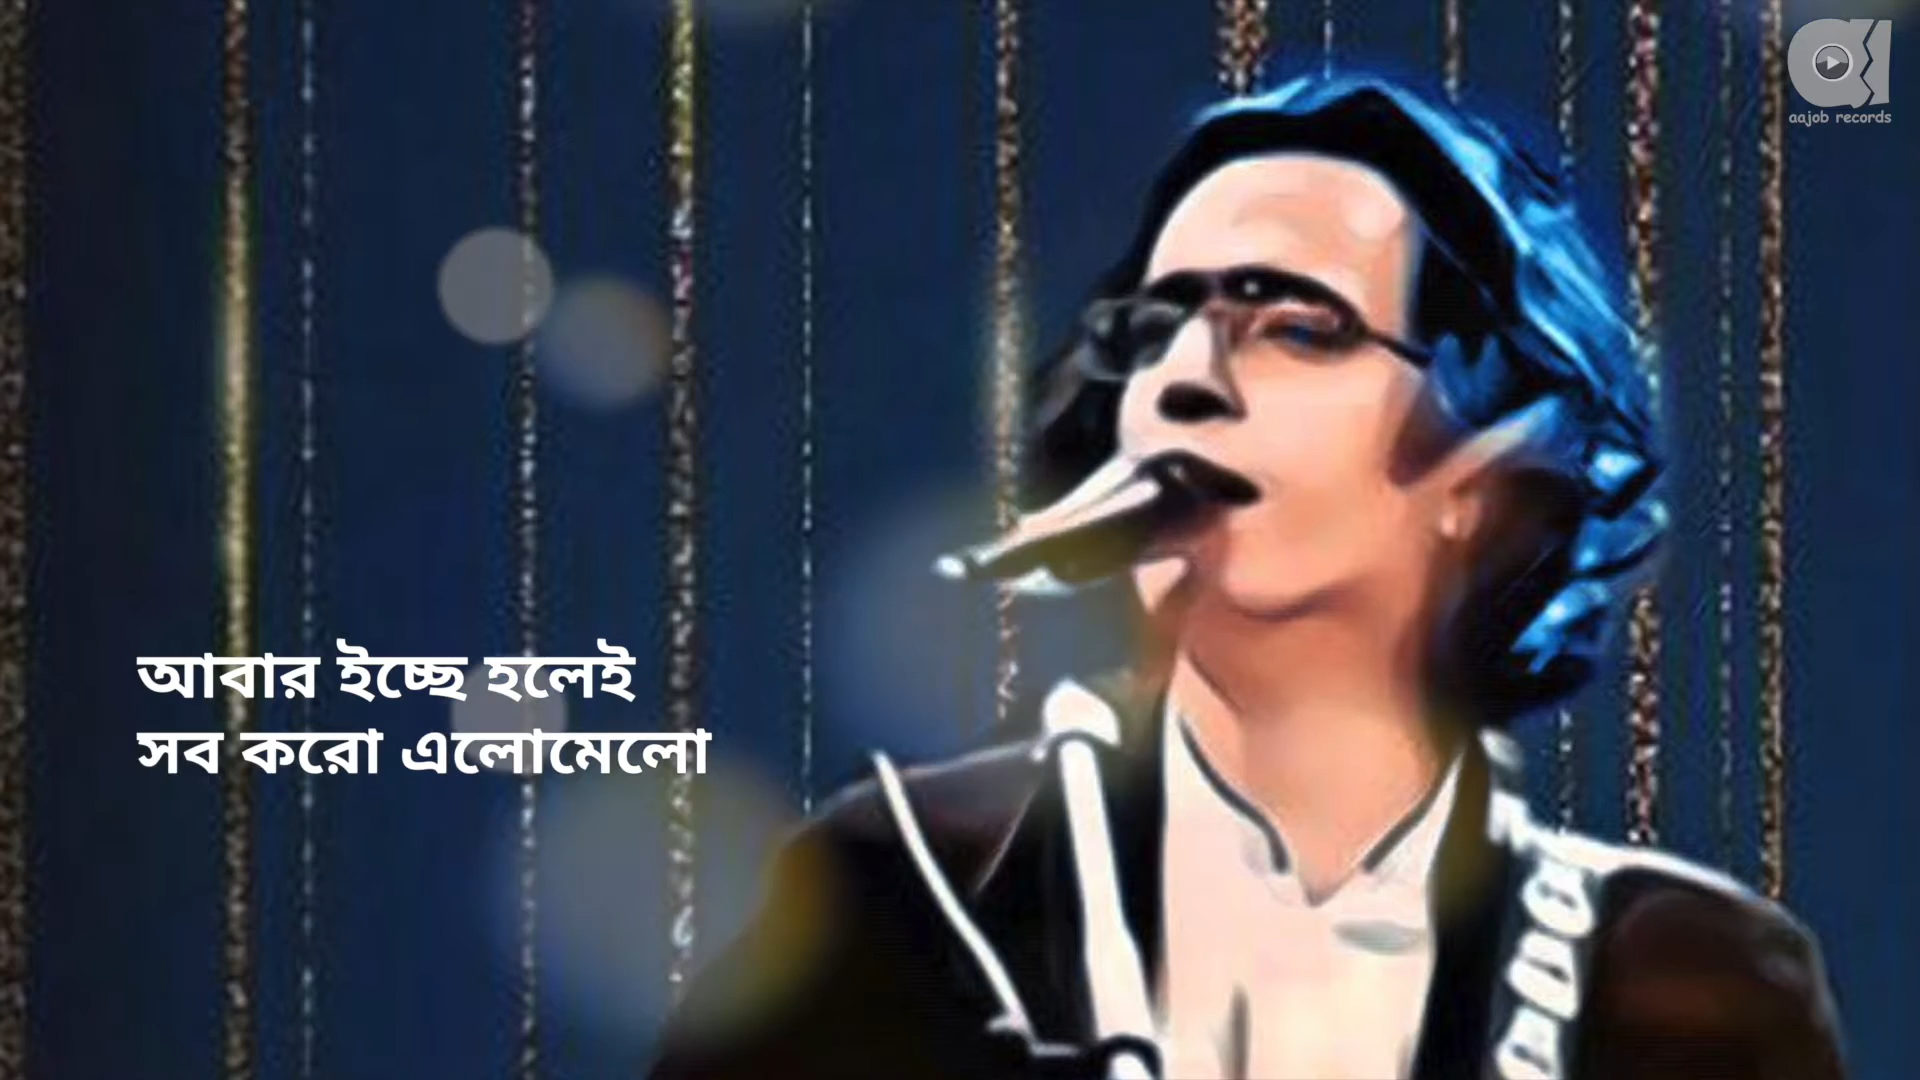 aajob records
আবার ইচ্ছে হলেই
সব করো এলোমেলো